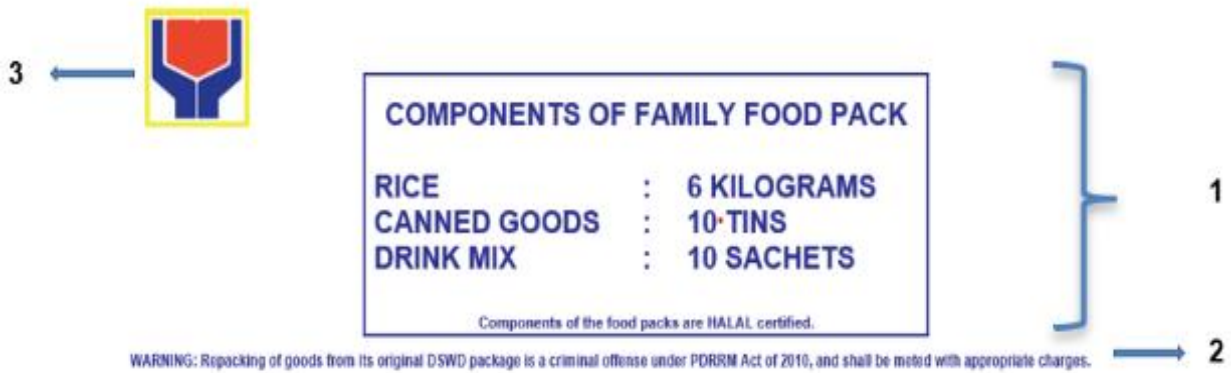 3
COMPONENTS OF FAMILY FOOD PACK
RICE : 6 KILOGRAMS
CANNED GOODS : 10 TINS
DRINK MIX : 10 SACHETS
1
Components of the food packs are HALAL certified.
WARNING: Repacking of goods from its original DSWD package is a criminal offense under PDRRM Act of 2010, and shall be meted with appropriate charges.
2